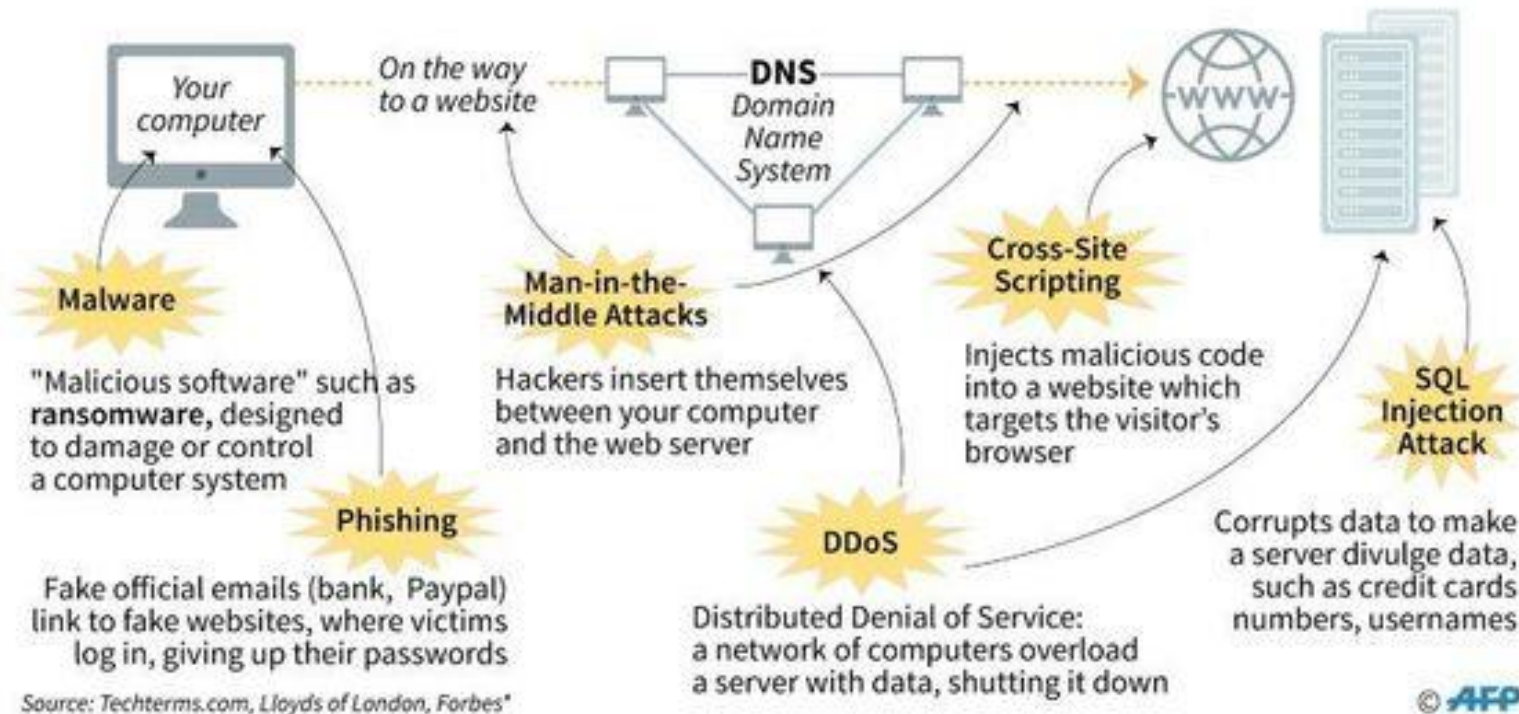 Your
computer
On the way
to a website
DNS
Domain
Name
System
WWW
Malware
"Malicious software" such as
ransomware, designed
to damage or control
a computer system
Phishing
Fake official emails (bank, Paypal)
link to fake websites, where victims
log in, giving up their passwords
Man-in-the-
Middle Attacks
Hackers insert themselves
between your computer
and the web server
DDoS
Distributed Denial of Service:
a network of computers overload
a server with data, shutting it down
Cross-Site
Scripting
Injects malicious code
into a website which
targets the visitor's
browser
SQL
Injection
Attack
Corrupts data to make
a server divulge data,
such as credit cards
numbers, usernames
Source: Techterms.com, Lloyds of London, Forbes*
© AFP